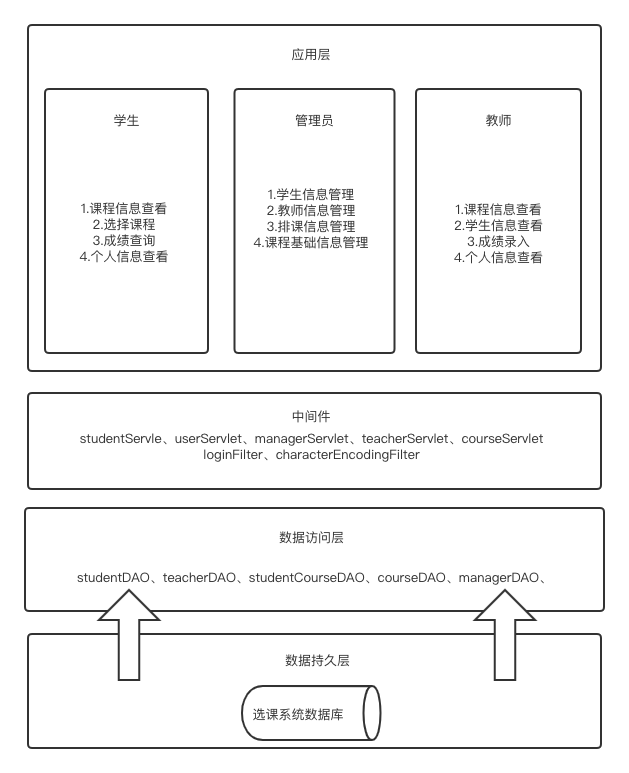 应用层
学生
1.课程信息查看
2.选择课程
3.成绩查询
4.个人信息查看
管理员
1.学生信息管理
2.教师信息管理
3.排课信息管理
4.课程基础信息管理
教师
1.课程信息查看
2.学生信息查看
3.成绩录入
4.个人信息查看
中间件
studentServle、userServlet、managerServlet、teacherServlet、courseServlet
loginFilter、characterEncodingFilter
数据访问层
studentDAO、teacherDAO、studentCourseDAO、courseDAO、managerDAO、
数据持久层
选课系统数据库